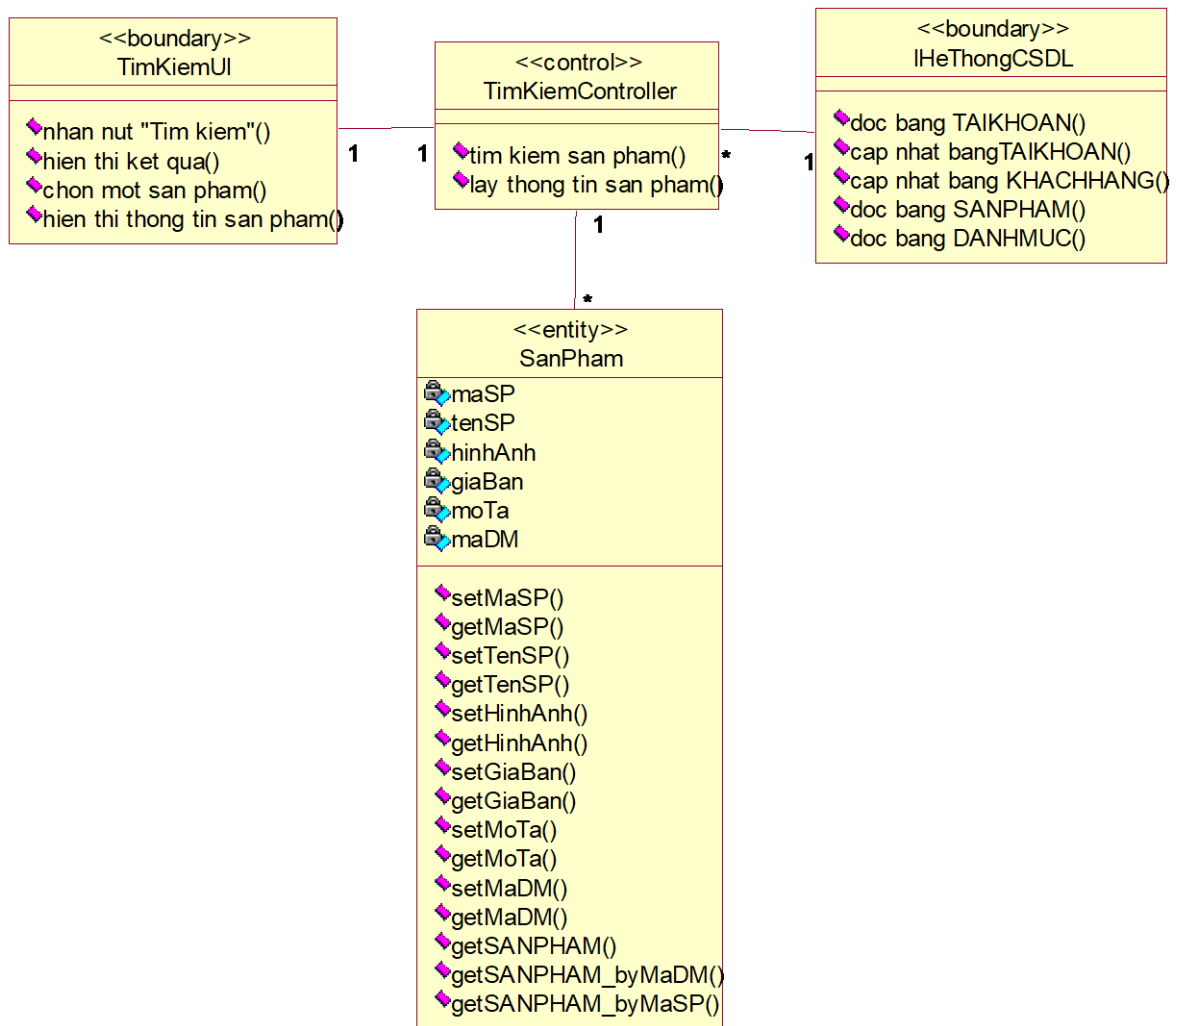 <<boundary>>
TimKiemUI
nhan nut "Tim kiem"()
hien thi ket qua()
chon mot san pham()
hien thi thong tin san pham()
1
1
<<control>>
TimKiemController
tim kiem san pham()
lay thong tin san pham()
*
1
<<boundary>>
IHeThongCSDL
doc bang TAIKHOAN()
cap nhat bangTAIKHOAN()
cap nhat bang KHACHHANG()
doc bang SANPHAM()
doc bang DANHMUC()
1
*
<<entity>>
SanPham
maSP
tenSP
hinhAnh
giaBan
moTa
maDM
setMaSP()
getMaSP()
setTenSP()
getTenSP()
setHinhAnh()
getHinhAnh()
setGiaBan()
getGiaBan()
setMoTa()
getMoTa()
setMaDM()
getMaDM()
getSANPHAM()
getSANPHAM_byMaDM()
getSANPHAM_byMaSP()